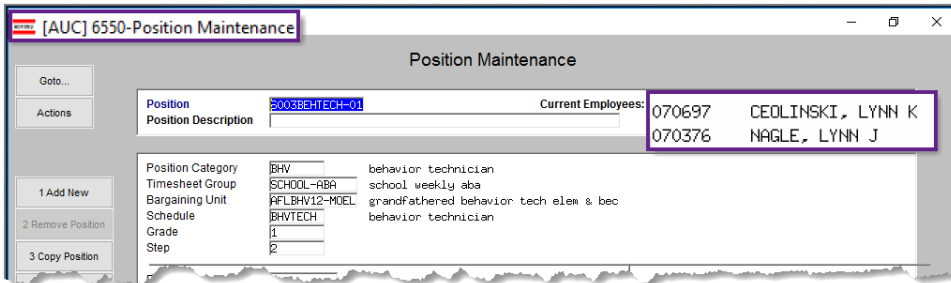 [AUC] 6550-Position Maintenance
Position Maintenance
Goto...
Actions
Position S003BEHTECH-01 Current Employees:
070697 CEOLINSKI, LYNN K
Position Description
070376 NAGLE, LYNN J
Position Category BHV behavior technician
Timesheet Group SCHOOL-ABA school weekly aba
1 Add New
Bargaining Unit AFLBHV12-MOEL grandfathered behavior tech elem & bec
Schedule BHVTECH behavior technician
2 Remove Position
Grade 1
Step 2
3 Copy Position